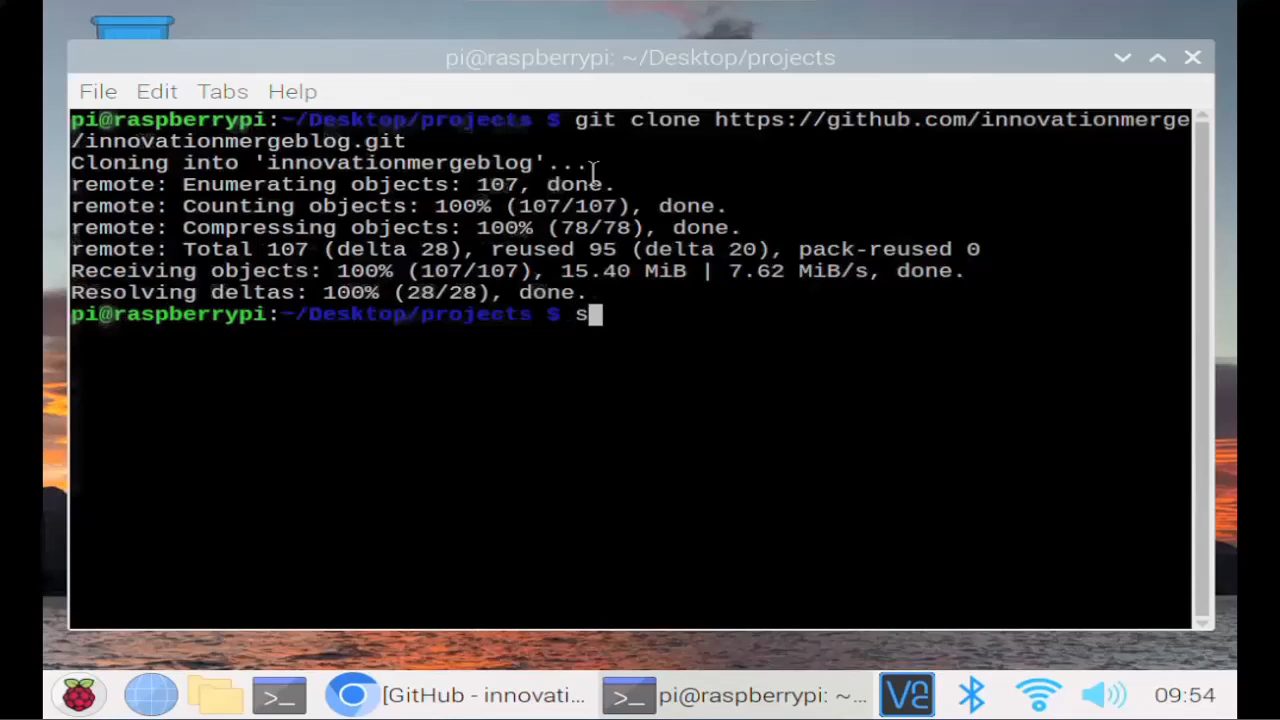 pi@raspberrypi: ~/Desktop/projects
File Edit Tabs Help
pi@raspberrypi:~/Desktop/projects $ git clone https://github.com/innovationmerge
/innovationmergeblog.git
Cloning into 'innovationmergeblog'...
remote: Enumerating objects: 107, done.
remote: Counting objects: 100% (107/107), done.
remote: Compressing objects: 100% (78/78), done.
remote: Total 107 (delta 28), reused 95 (delta 20), pack-reused 0
Receiving objects: 100% (107/107), 15.40 MiB | 7.62 MiB/s, done.
Resolving deltas: 100% (28/28), done.
pi@raspberrypi:~/Desktop/projects $ s
>_ [GitHub - innovati... >_ pi@raspberrypi: ~... V2 09:54